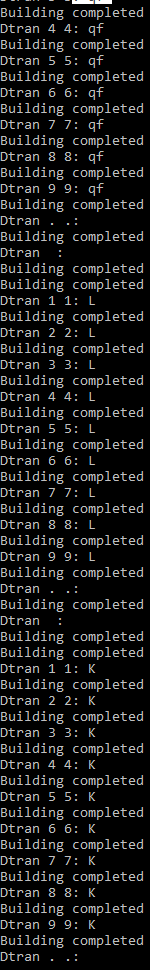 Building completed
Dtran 4 4: qf
Building completed
Dtran 5 5: qf
Building completed
Dtran 6 6: qf
Building completed
Dtran 7 7: qf
Building completed
Dtran 8 8: qf
Building completed
Dtran 9 9: qf
Building completed
Dtran . .:
Building completed
Dtran  :
Building completed
Building completed
Dtran 1 1: L
Building completed
Dtran 2 2: L
Building completed
Dtran 3 3: L
Building completed
Dtran 4 4: L
Building completed
Dtran 5 5: L
Building completed
Dtran 6 6: L
Building completed
Dtran 7 7: L
Building completed
Dtran 8 8: L
Building completed
Dtran 9 9: L
Building completed
Dtran . .:
Building completed
Dtran  :
Building completed
Building completed
Dtran 1 1: K
Building completed
Dtran 2 2: K
Building completed
Dtran 3 3: K
Building completed
Dtran 4 4: K
Building completed
Dtran 5 5: K
Building completed
Dtran 6 6: K
Building completed
Dtran 7 7: K
Building completed
Dtran 8 8: K
Building completed
Dtran 9 9: K
Building completed
Dtran . .: